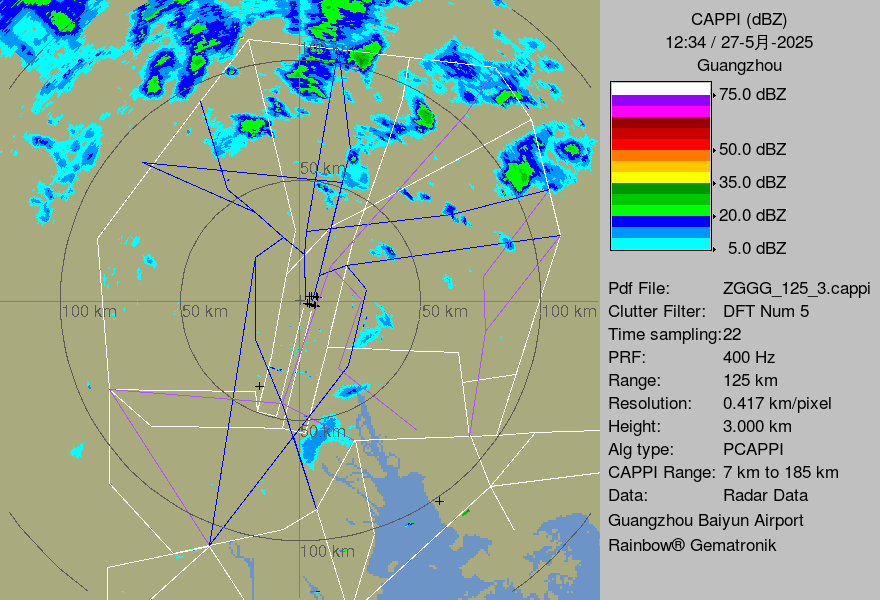 CAPPI (dBZ)
12:34 / 27-5月-2025
Guangzhou
75.0 dBZ
50.0 dBZ
35.0 dBZ
20.0 dBZ
5.0 dBZ
Pdf File: ZGGG_125_3.cappi
Clutter Filter: DFT Num 5
Time sampling:22
PRF: 400 Hz
Range: 125 km
Resolution: 0.417 km/pixel
Height: 3.000 km
Alg type: PCAPPI
CAPPI Range: 7 km to 185 km
Data: Radar Data
Guangzhou Baiyun Airport
Rainbow® Gematronik
100 km
50 km
100 km
50 km
50 km
100 km
50 km
100 km